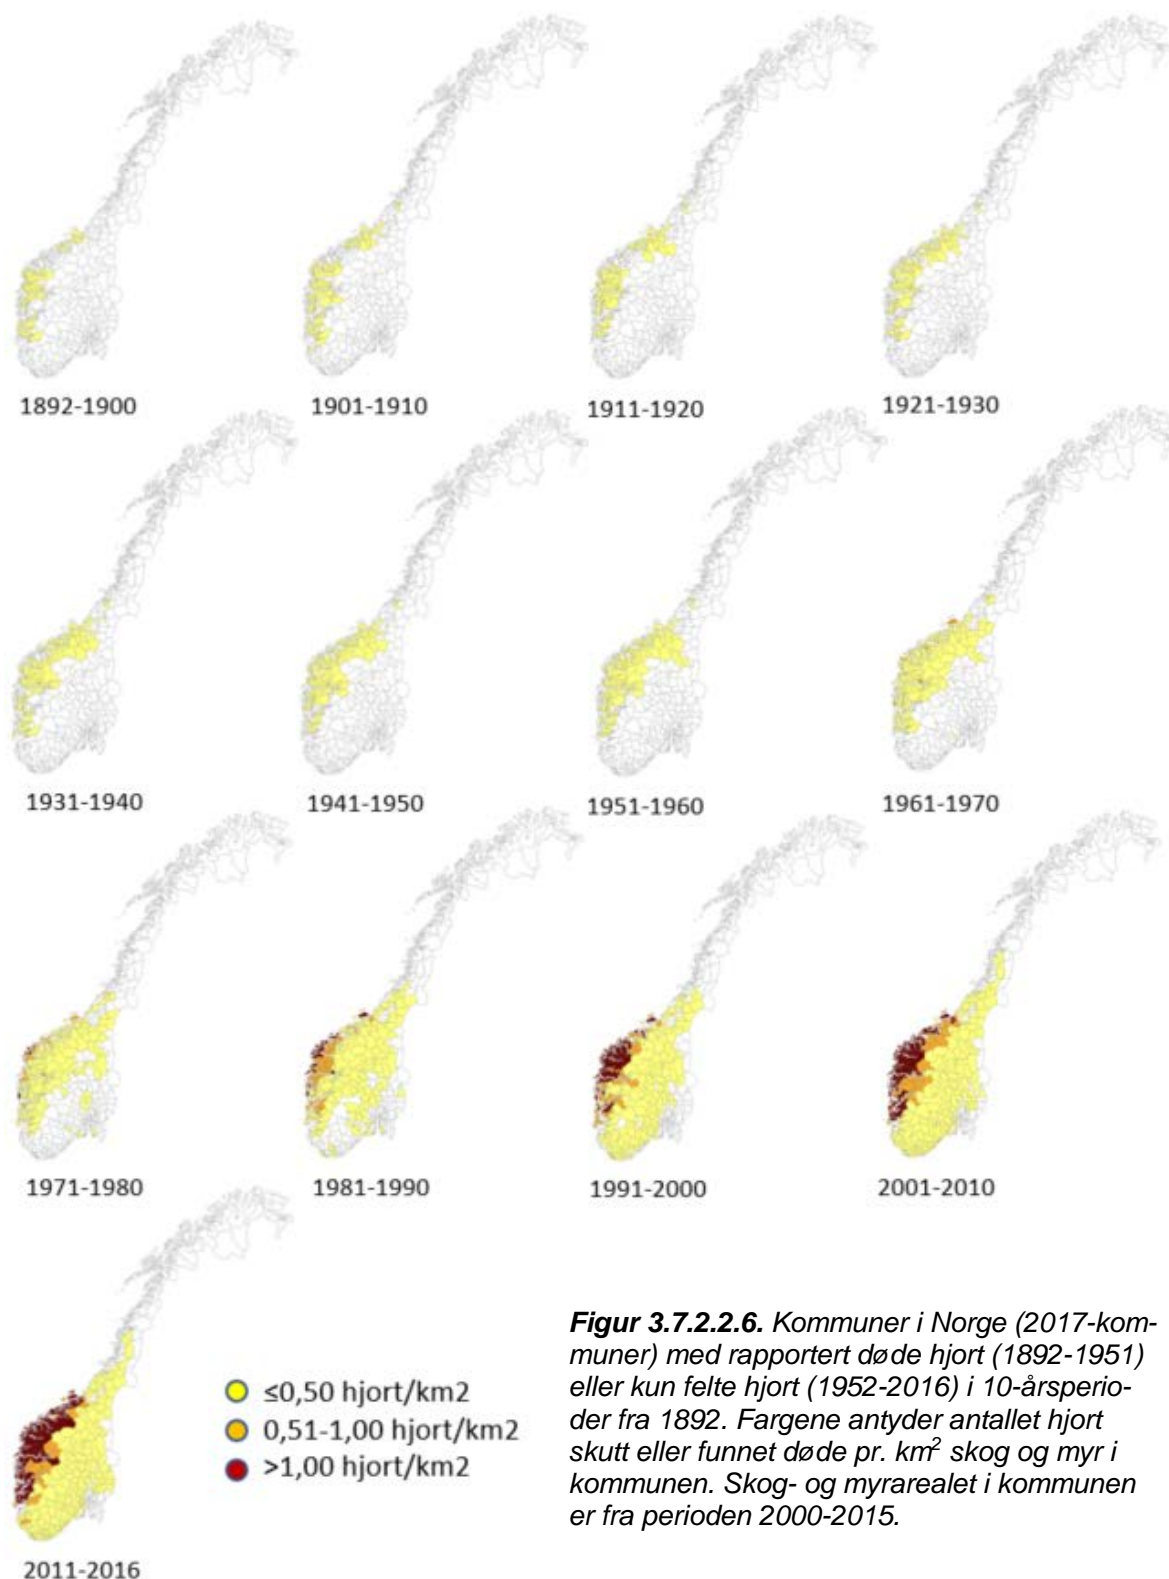 1892-1900
1901-1910
1911-1920
1921-1930
1931-1940
1941-1950
1951-1960
1961-1970
1971-1980
1981-1990
1991-2000
2001-2010
2011-2016
≤0,50 hjort/km2
0,51-1,00 hjort/km2
>1,00 hjort/km2
Figur 3.7.2.2.6. Kommuner i Norge (2017-kom-
muner) med rapportert døde hjort (1892-1951)
eller kun felte hjort (1952-2016) i 10-årsperio-
der fra 1892. Fargene antyder antallet hjort
skutt eller funnet døde pr. km² skog og myr i
kommunen. Skog- og myrarealet i kommunen
er fra perioden 2000-2015.